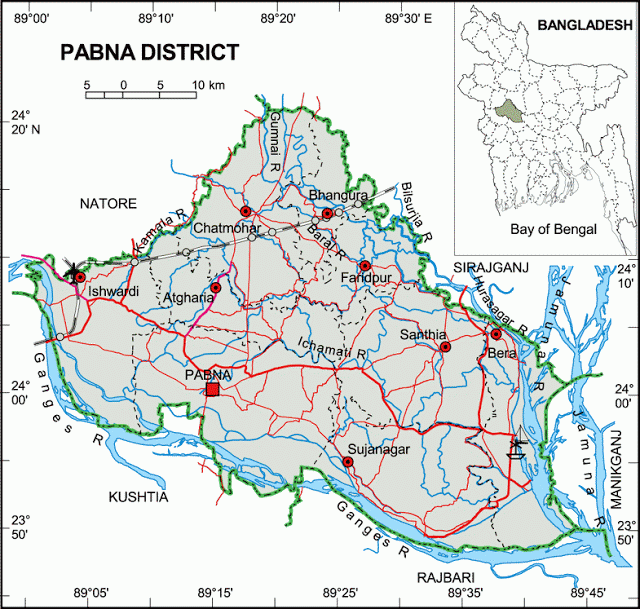 89°00'
89°10'
89°20'
89°30' E
BANGLADESH
PABNA DISTRICT
5 0 5 10 km
24°
20' N
Gumnai R
Bay of Bengal
NATORE
Bhangura
Bilsurjia R
Kamala R
Chatmohar
Baral R
SIRAJGANJ
24°
10'
Faridpur
Ishwardi
Atgharia
Hurasagar R
Jamuna R
Santhia
Bera
Ichamati R
PABNA
24°
00'
24°
00'
Ganges R
Jamuna R
MANIKGANJ
Sujanagar
KUSHTIA
Ganges R
23°
50'
23°
50'
RAJBARI
89°05'
89°15'
89°25'
89°35'
89°45'